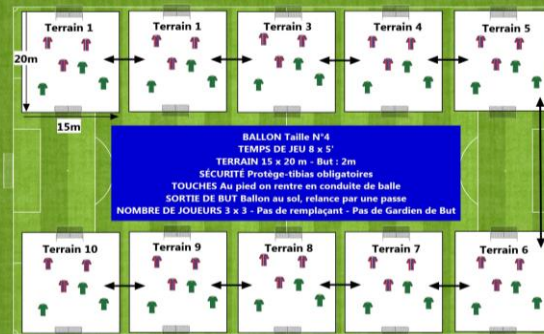 Terrain 1
Terrain 1
Terrain 3
Terrain 4
Terrain 5
20m
15m
BALLON Taille N°4
TEMPS DE JEU 8 x 5'
TERRAIN 15 x 20 m - But : 2m
SÉCURITÉ Protège-tibias obligatoires
TOUCHES Au pied on rentre en conduite de balle
SORTIE DE BUT Ballon au sol, relance par une passe
NOMBRE DE JOUEURS 3 x 3 - Pas de remplaçant - Pas de Gardien de But
Terrain 10
Terrain 9
Terrain 8
Terrain 7
Terrain 6